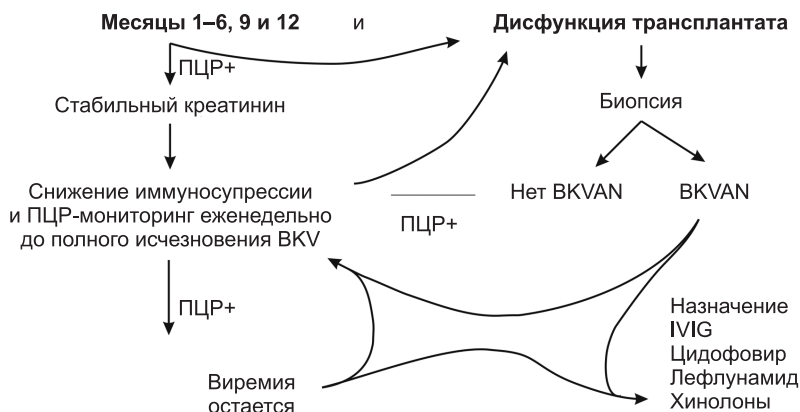 Месяцы 1–6, 9 и 12 и Дисфункция трансплантата
ПЦР+
Стабильный креатинин
Биопсия
Снижение иммуносупрессии
и ПЦР-мониторинг еженедельно
до полного исчезновения BKV
ПЦР+
Нет BKVAN
BKVAN
ПЦР+
Виремия
остается
Назначение
IVIG
Цидофовир
Лефлунамид
Хинолоны